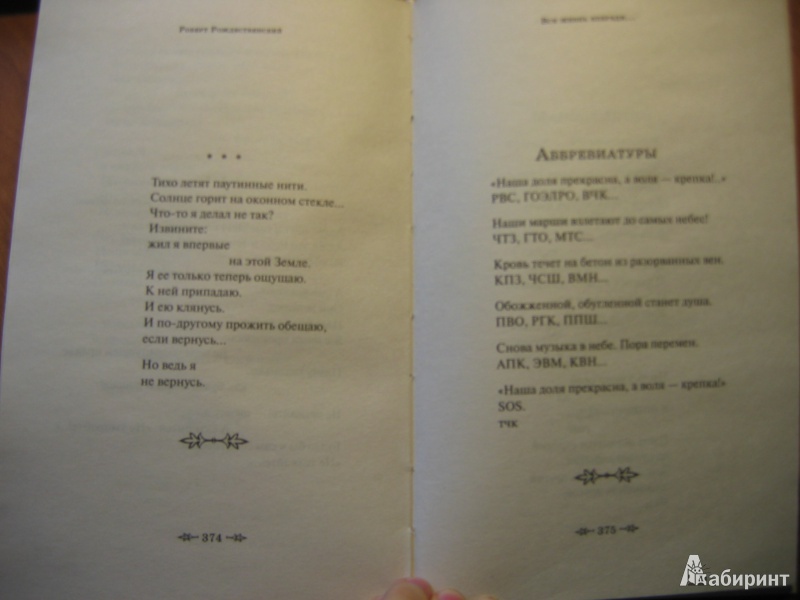 Роберт Рождественский
* * *
Тихо летят паутинные нити.
Солнце горит на оконном стекле...
Что-то я делал не так?
Извините:
жил я впервые
на этой Земле.
Я ее только теперь ощущаю.
К ней припадаю.
И ею клянусь.
И по-другому прожить обещаю,
если вернусь...
Но ведь я
не вернусь.
374
Вся жизнь впереди...
Аббревиатуры
«Наша доля прекрасна, а воля — крепка!..»
РВС, ГОЭЛРО, ВЧК...
Наши марши взлетают до самых небес!
ЧТЗ, ГТО, МТС...
Кровь течет на бетон из разорванных вен.
КПЗ, ЧСШ, ВМН...
Обожженной, обугленной станет душа.
ПВО, РГК, ППШ...
Снова музыка в небе. Пора перемен.
АПК, ЭВМ, КВН...
«Наша доля прекрасна, а воля — крепка!»
SOS.
тчк
375
Лабиринт